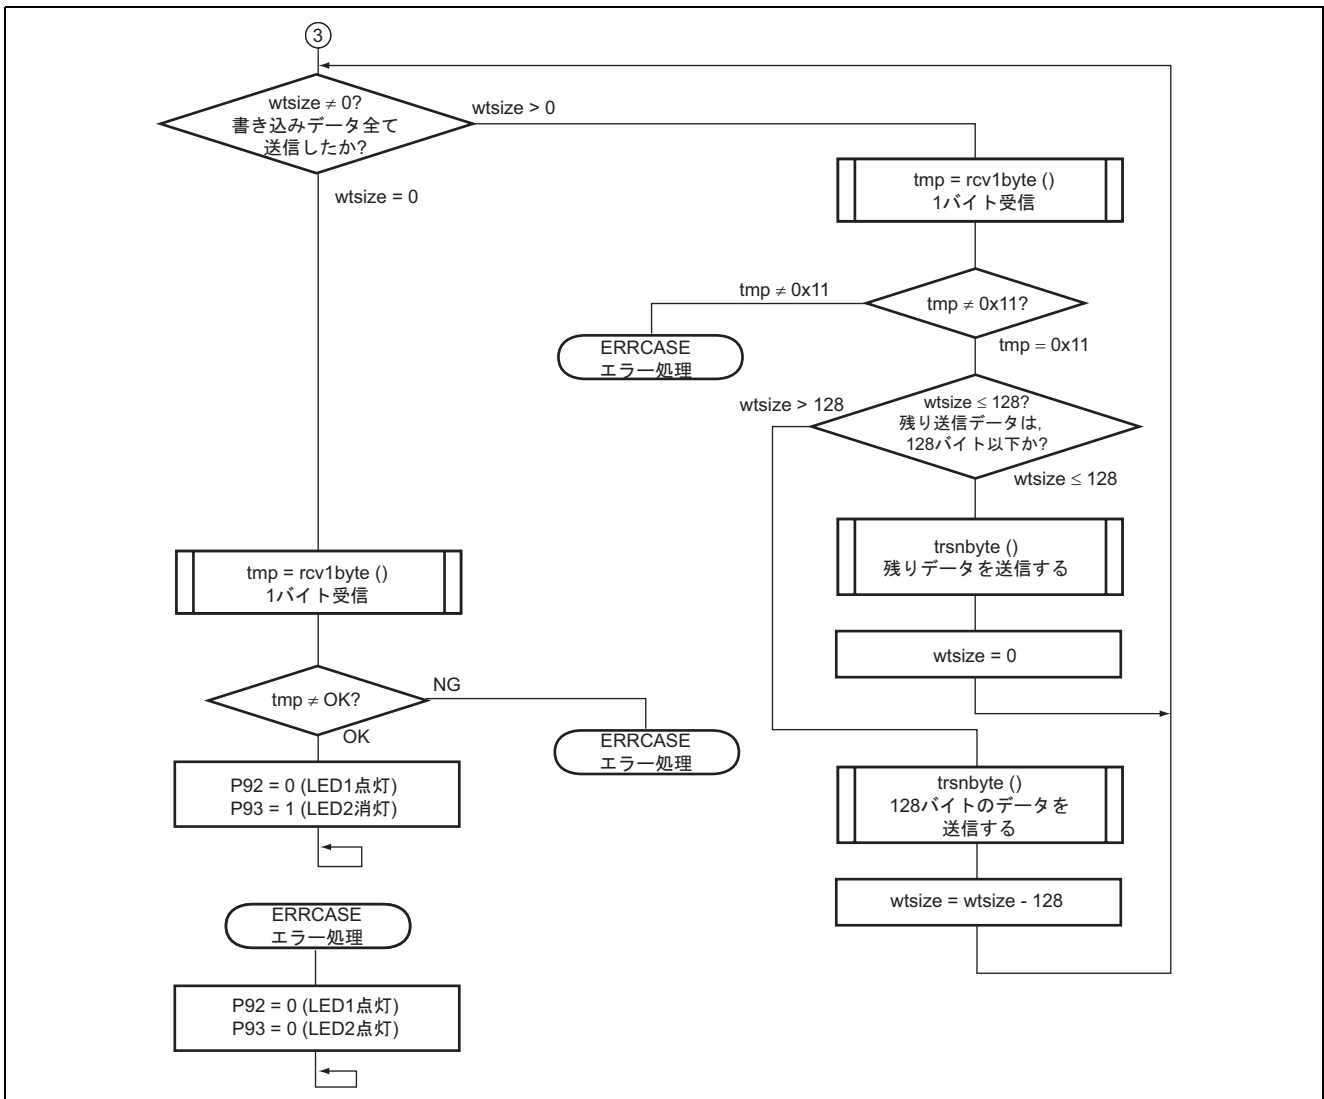 3
wtsize ≠ 0?
書き込みデータ全て
送信したか?
wtsize > 0
wtsize = 0
tmp = rcv1byte ()
1バイト受信
tmp ≠ 0x11
tmp ≠ 0x11?
tmp = 0x11
ERRCASE
エラー処理
wtsize > 128
wtsize ≤ 128?
残り送信データは,
128バイト以下か?
wtsize ≤ 128
trsnbyte ()
残りデータを送信する
wtsize = 0
tmp = rcv1byte ()
1バイト受信
tmp ≠ OK?
NG
OK
ERRCASE
エラー処理
P92 = 0 (LED1点灯)
P93 = 1 (LED2消灯)
trsnbyte ()
128バイトのデータを
送信する
wtsize = wtsize - 128
ERRCASE
エラー処理
P92 = 0 (LED1点灯)
P93 = 0 (LED2点灯)